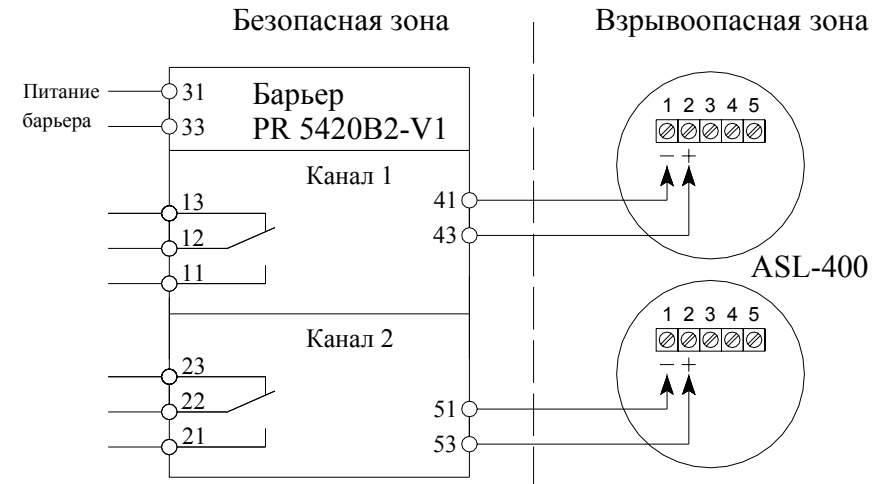 Безопасная зона
Взрывоопасная зона
Питание
барьера
31
33
Барьер
PR 5420B2-V1
Канал 1
13
12
11
41
43
1 2 3 4 5
− +
ASL-400
Канал 2
23
22
21
51
53
1 2 3 4 5
− +